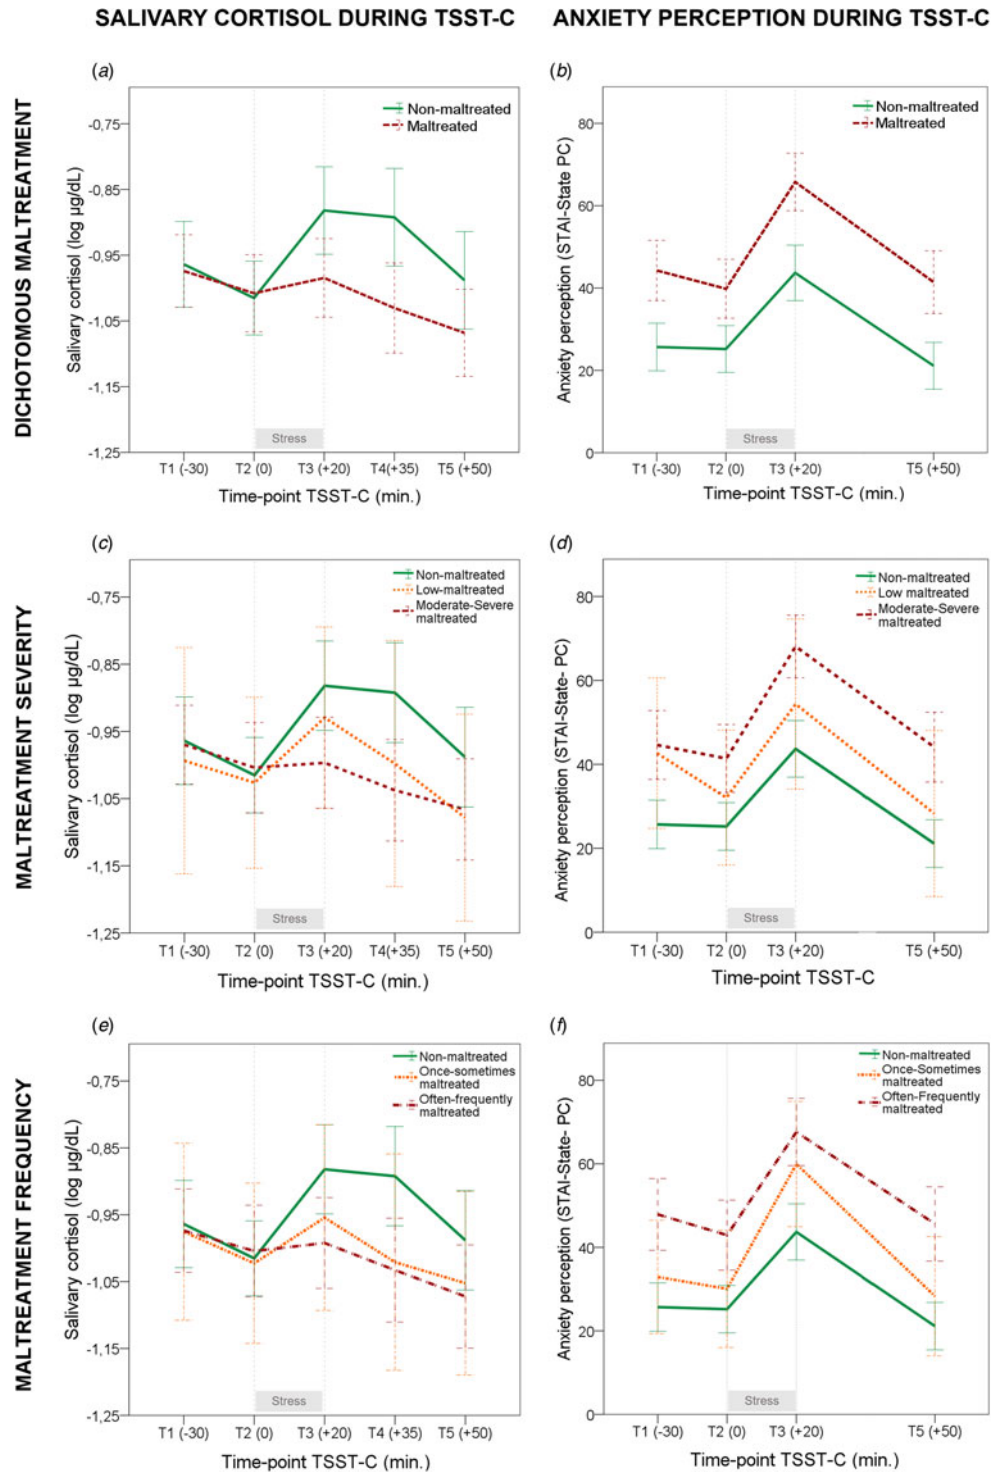 SALIVARY CORTISOL DURING TSST-C
ANXIETY PERCEPTION DURING TSST-C
DICHOTOMOUS MALTREATMENT
(a)
Salivary cortisol (log µg/dL)
-0,75
-0,85
-0,95
-1,05
-1,15
-1,25
Non-maltreated
Maltreated
Stress
T1 (-30) T2 (0) T3 (+20) T4(+35) T5 (+50)
Time-point TSST-C (min.)
(b)
Anxiety perception (STAI-State PC)
80
60
40
20
0
Non-maltreated
Maltreated
Stress
T1 (-30) T2 (0) T3 (+20) T5 (+50)
Time-point TSST-C (min.)
MALTREATMENT SEVERITY
(c)
Salivary cortisol (log µg/dL)
-0,75
-0,85
-0,95
-1,05
-1,15
-1,25
Non-maltreated
Low-maltreated
Moderate-Severe
maltreated
Stress
T1 (-30) T2 (0) T3 (+20) T4(+35) T5 (+50)
Time-point TSST-C (min.)
(d)
Anxiety perception (STAI-State- PC)
80
60
40
20
0
Non-maltreated
Low maltreated
Moderate-Severe
maltreated
Stress
T1 (-30) T2 (0) T3 (+20) T5 (+50)
Time-point TSST-C
MALTREATMENT FREQUENCY
(e)
Salivary cortisol (log µg/dL)
-0,75
-0,85
-0,95
-1,05
-1,15
-1,25
Non-maltreated
Once-sometimes
maltreated
Often-frequently
maltreated
Stress
T1 (-30) T2 (0) T3 (+20) T4(+35) T5 (+50)
Time-point TSST-C (min.)
(f)
Anxiety perception (STAI-State- PC)
80
60
40
20
0
Non-maltreated
Once-Sometimes
maltreated
Often-Frequently
maltreated
Stress
T1 (-30) T2 (0) T3 (+20) T5 (+50)
Time-point TSST-C (min.)